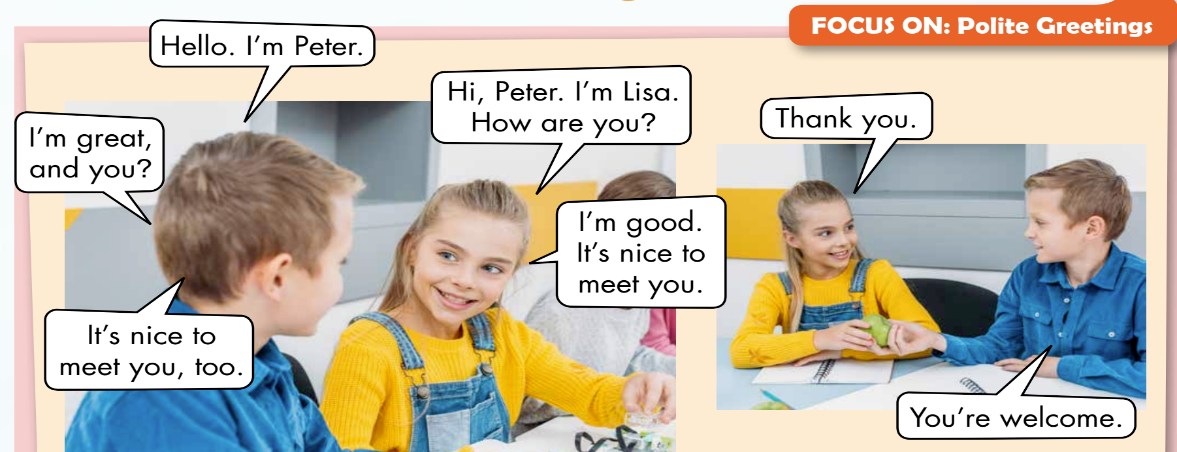 FOCUS ON: Polite Greetings
Hello. I'm Peter.
Hi, Peter. I'm Lisa.
How are you?
I'm great,
and you?
I'm good.
It's nice to
meet you.
It's nice to
meet you, too.
Thank you.
You're welcome.